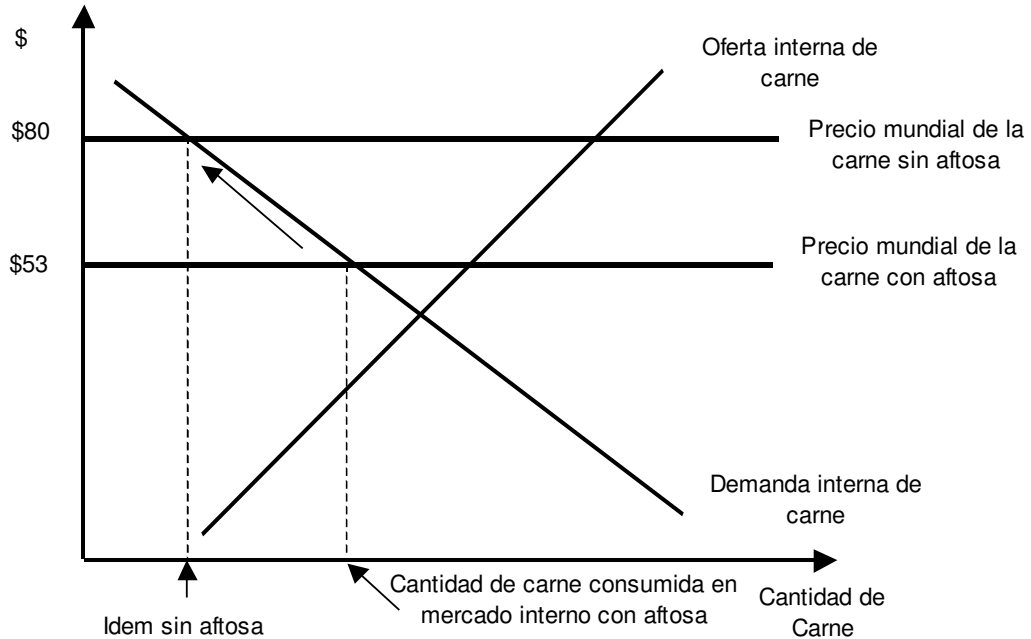 $
Oferta interna de
carne
$80
Precio mundial de la
carne sin aftosa
$53
Precio mundial de la
carne con aftosa
Demanda interna de
carne
Cantidad de carne consumida en
mercado interno con aftosa
Cantidad de
Carne
Idem sin aftosa